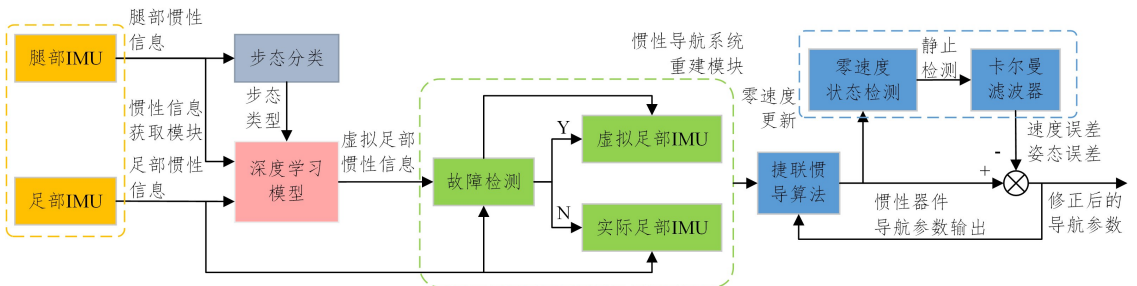 腿部惯性
信息
腿部IMU
步态分类
惯性信息
获取模块
步态
类型
足部惯性
信息
足部IMU
深度学习
模型
虚拟足部
惯性信息
惯性导航系统
重建模块
故障检测
Y
虚拟足部IMU
N
实际足部IMU
零速度
更新
零速度
状态检测
静止
检测
卡尔曼
滤波器
速度误差
姿态误差
捷联惯
导算法
-
+
惯性器件
导航参数输出
修正后的
导航参数